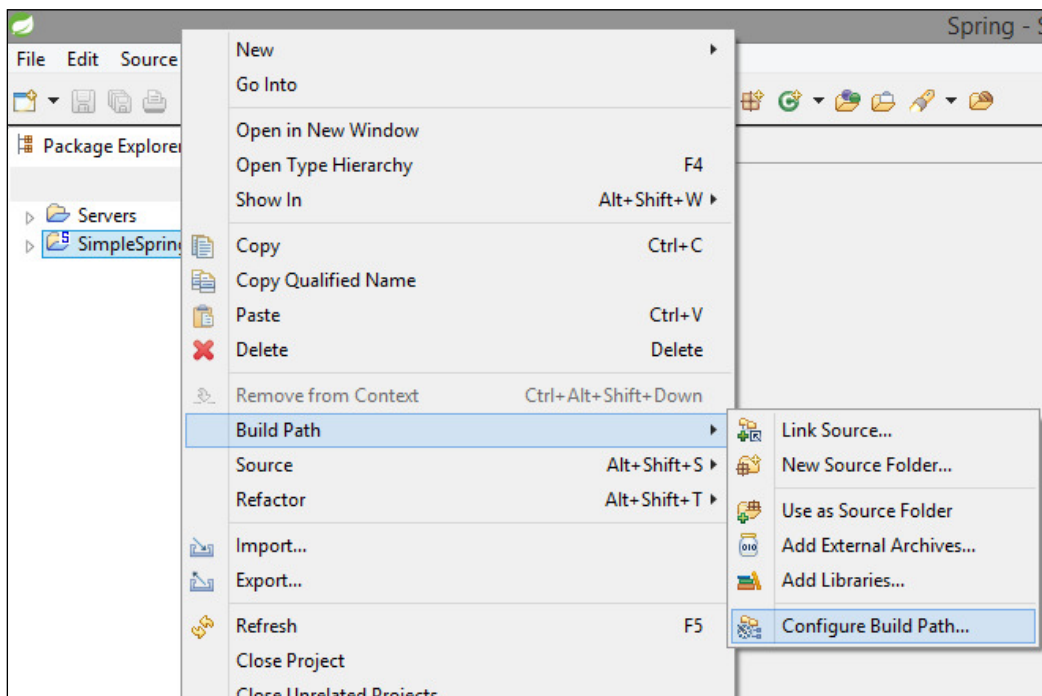 Spring -
File Edit Source
Package Explorer
Servers
SimpleSpring
New
Go Into
Open in New Window
Open Type Hierarchy F4
Show In Alt+Shift+W
Copy Ctrl+C
Copy Qualified Name
Paste Ctrl+V
Delete Delete
Remove from Context Ctrl+Alt+Shift+Down
Build Path
Source Alt+Shift+S
Refactor Alt+Shift+T
Import...
Export...
Refresh F5
Close Project
Close Unrelated Projects
Link Source...
New Source Folder...
Use as Source Folder
Add External Archives...
Add Libraries...
Configure Build Path...